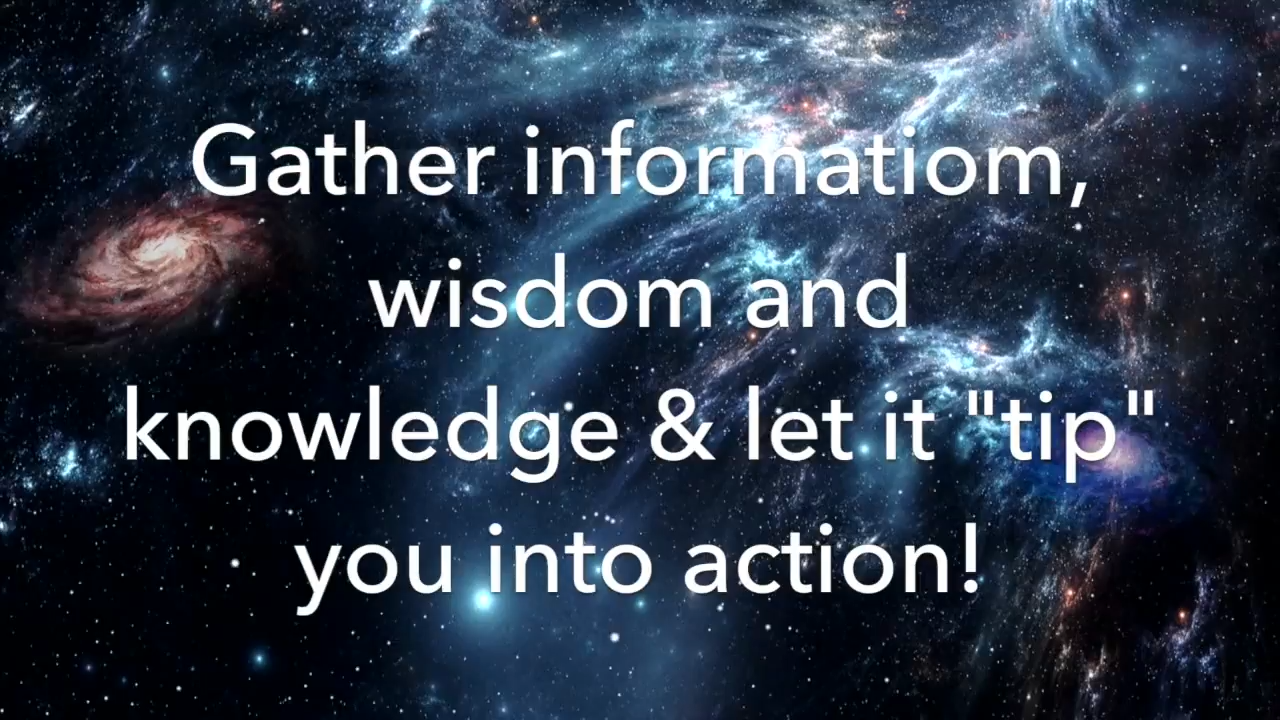 Gather informatiom,
wisdom and
knowledge & let it "tip"
you into action!